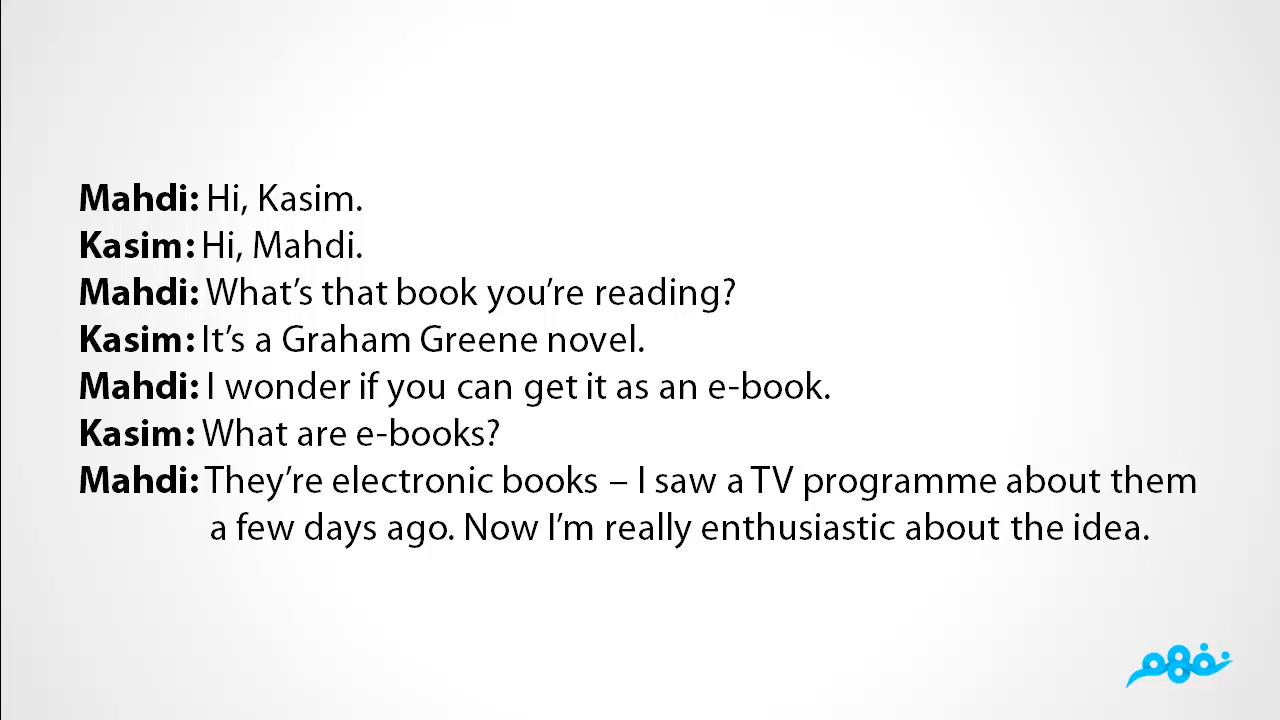 Mahdi: Hi, Kasim.
Kasim: Hi, Mahdi.
Mahdi: What’s that book you’re reading?
Kasim: It’s a Graham Greene novel.
Mahdi: I wonder if you can get it as an e-book.
Kasim: What are e-books?
Mahdi: They’re electronic books – I saw a TV programme about them
a few days ago. Now I’m really enthusiastic about the idea.
نفهم